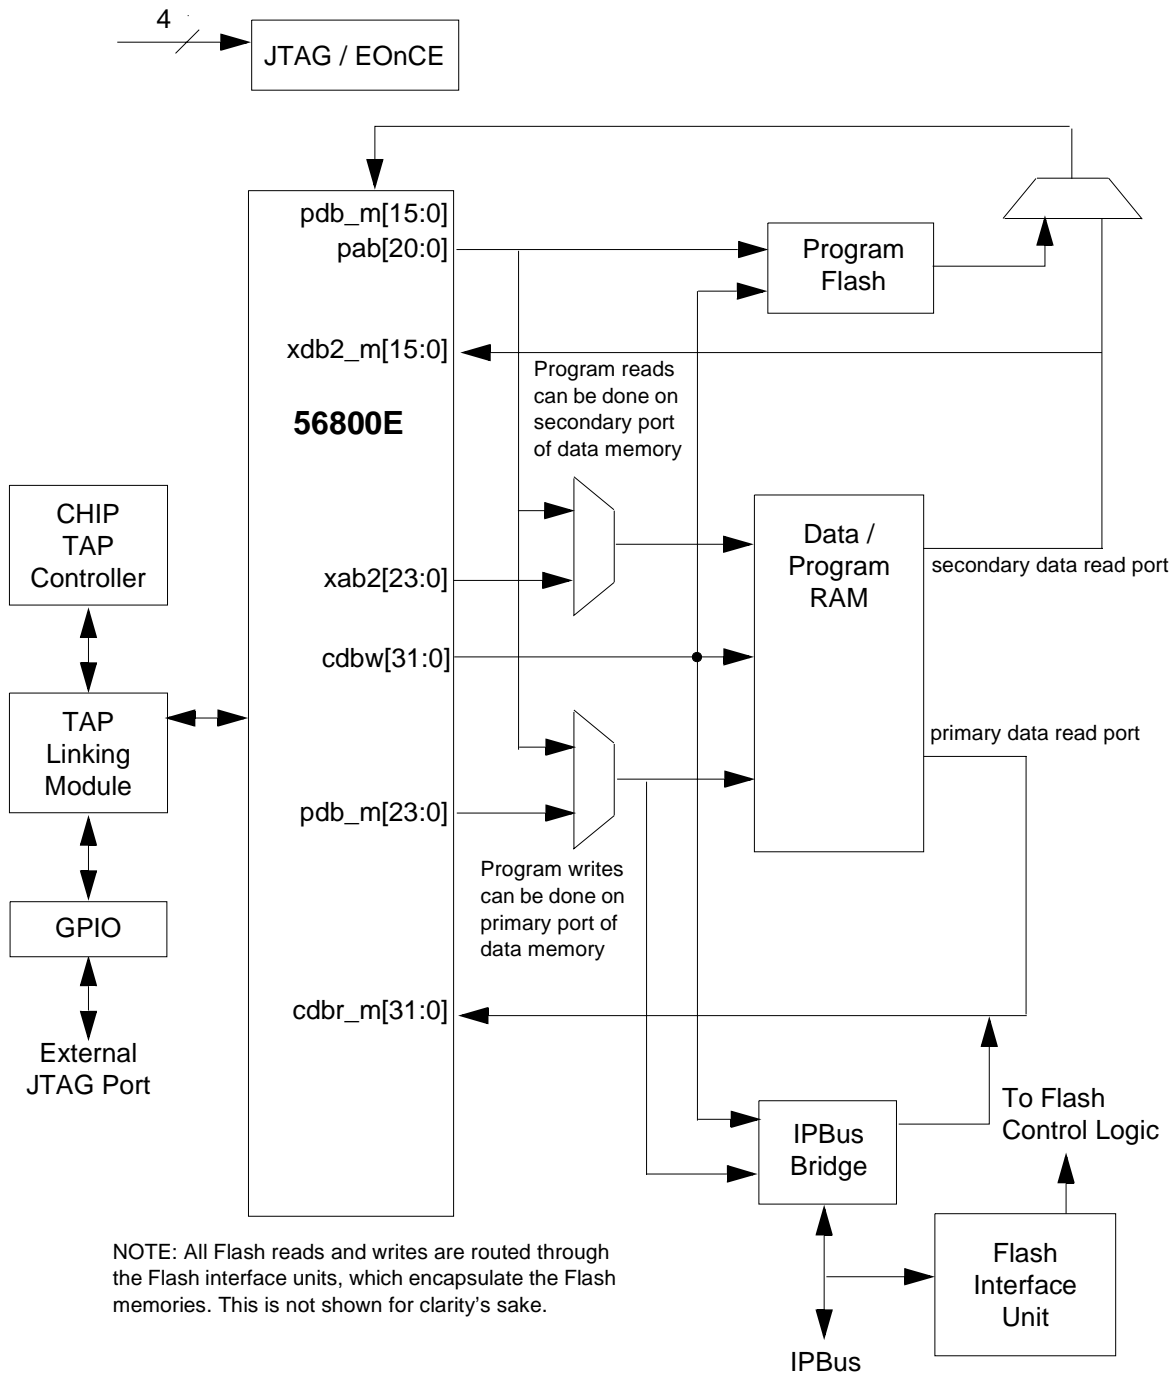 4
JTAG / EOnCE
pdb_m[15:0]
pab[20:0]
Program
Flash
xdb2_m[15:0]
Program reads
can be done on
secondary port
of data memory
56800E
CHIP
TAP
Controller
Data /
Program
RAM
secondary data read port
xab2[23:0]
cdbw[31:0]
TAP
Linking
Module
primary data read port
pdb_m[23:0]
Program writes
can be done on
primary port of
data memory
GPIO
cdbr_m[31:0]
External
JTAG Port
To Flash
Control Logic
IPBus
Bridge
Flash
Interface
Unit
NOTE: All Flash reads and writes are routed through
the Flash interface units, which encapsulate the Flash
memories. This is not shown for clarity's sake.
IPBus